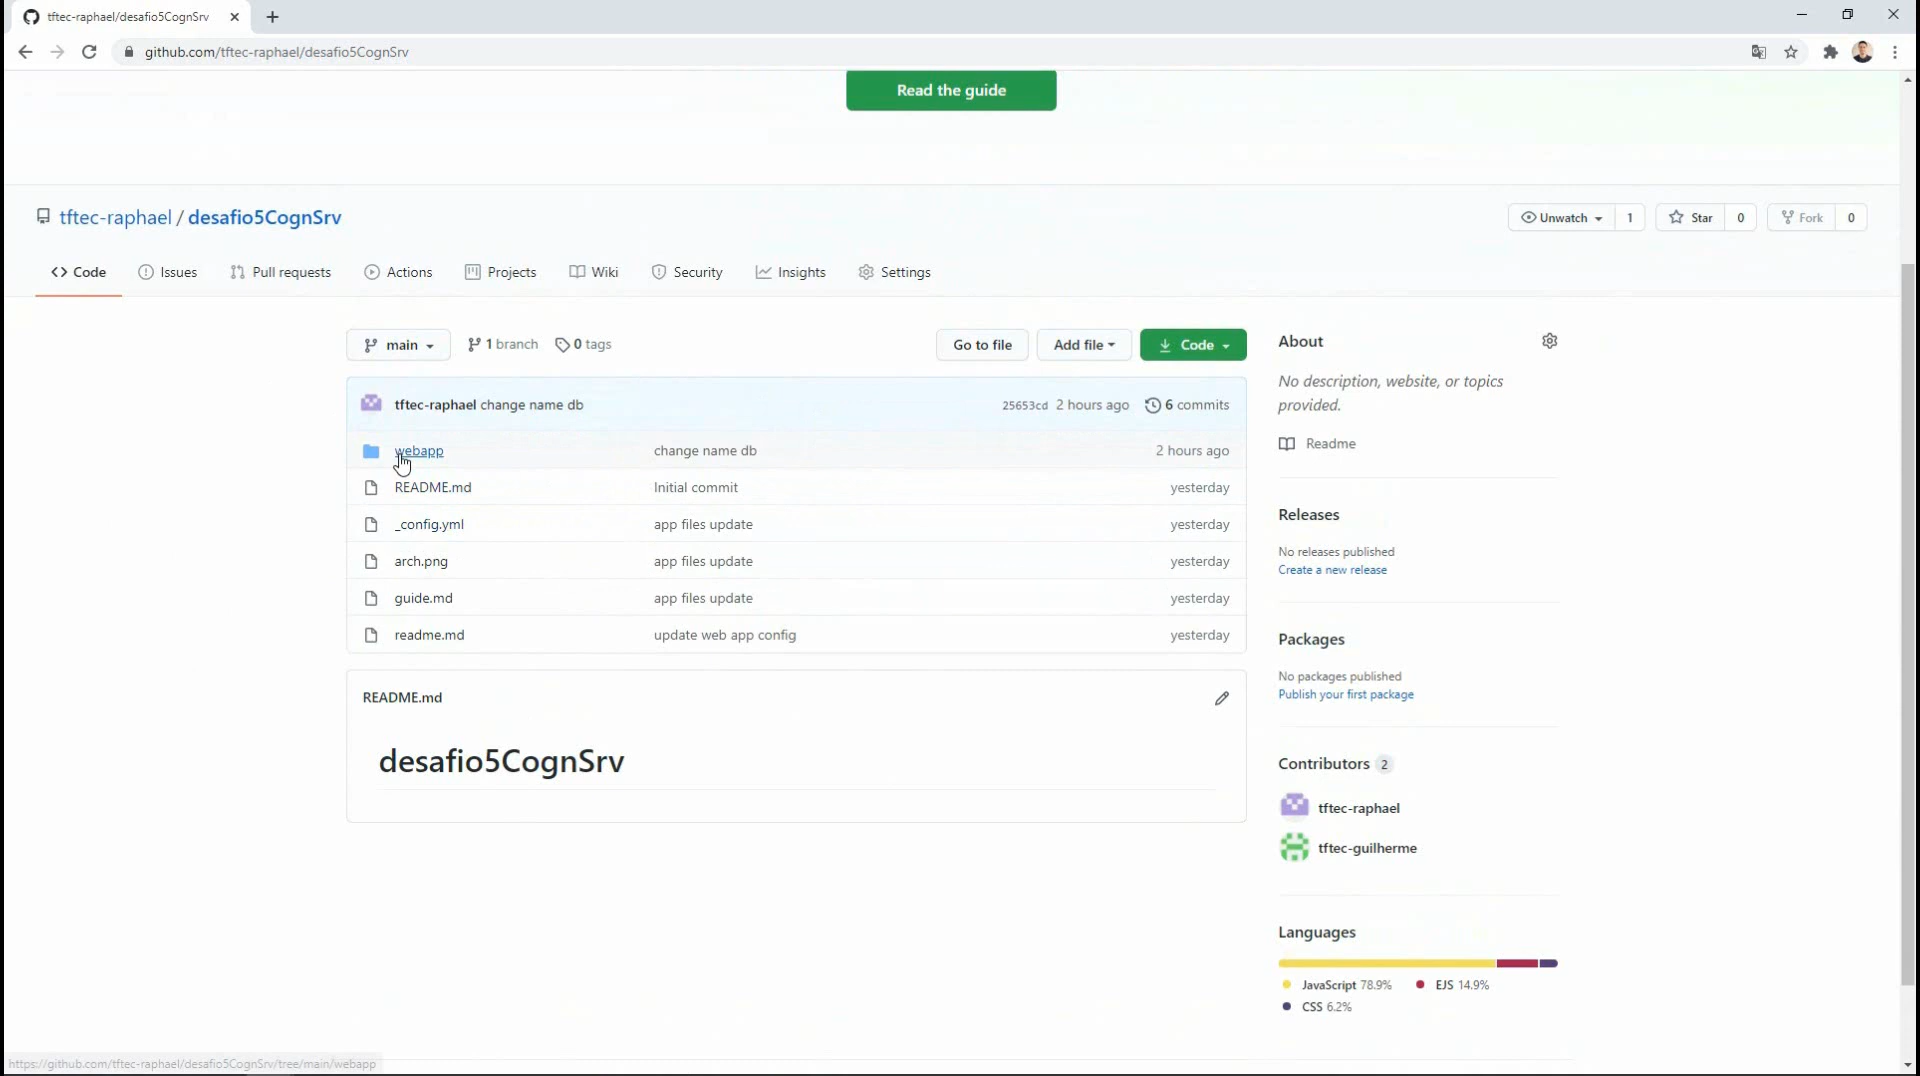 tftec-raphael/desafio5CognSrv
github.com/tftec-raphael/desafio5CognSrv
Read the guide
tftec-raphael / desafio5CognSrv
Unwatch 1
Star 0
Fork 0
<> Code
Issues
Pull requests
Actions
Projects
Wiki
Security
Insights
Settings
main
1 branch
0 tags
Go to file
Add file
Code
tftec-raphael change name db 25653cd 2 hours ago 6 commits
webapp change name db 2 hours ago
README.md Initial commit yesterday
_config.yml app files update yesterday
arch.png app files update yesterday
guide.md app files update yesterday
readme.md update web app config yesterday
README.md
desafio5CognSrv
About
No description, website, or topics
provided.
Readme
Releases
No releases published
Create a new release
Packages
No packages published
Publish your first package
Contributors 2
tftec-raphael
tftec-guilherme
Languages
JavaScript 78.9% EJS 14.9%
CSS 6.2%
https://github.com/tftec-raphael/desafio5CognSrv/tree/main/webapp